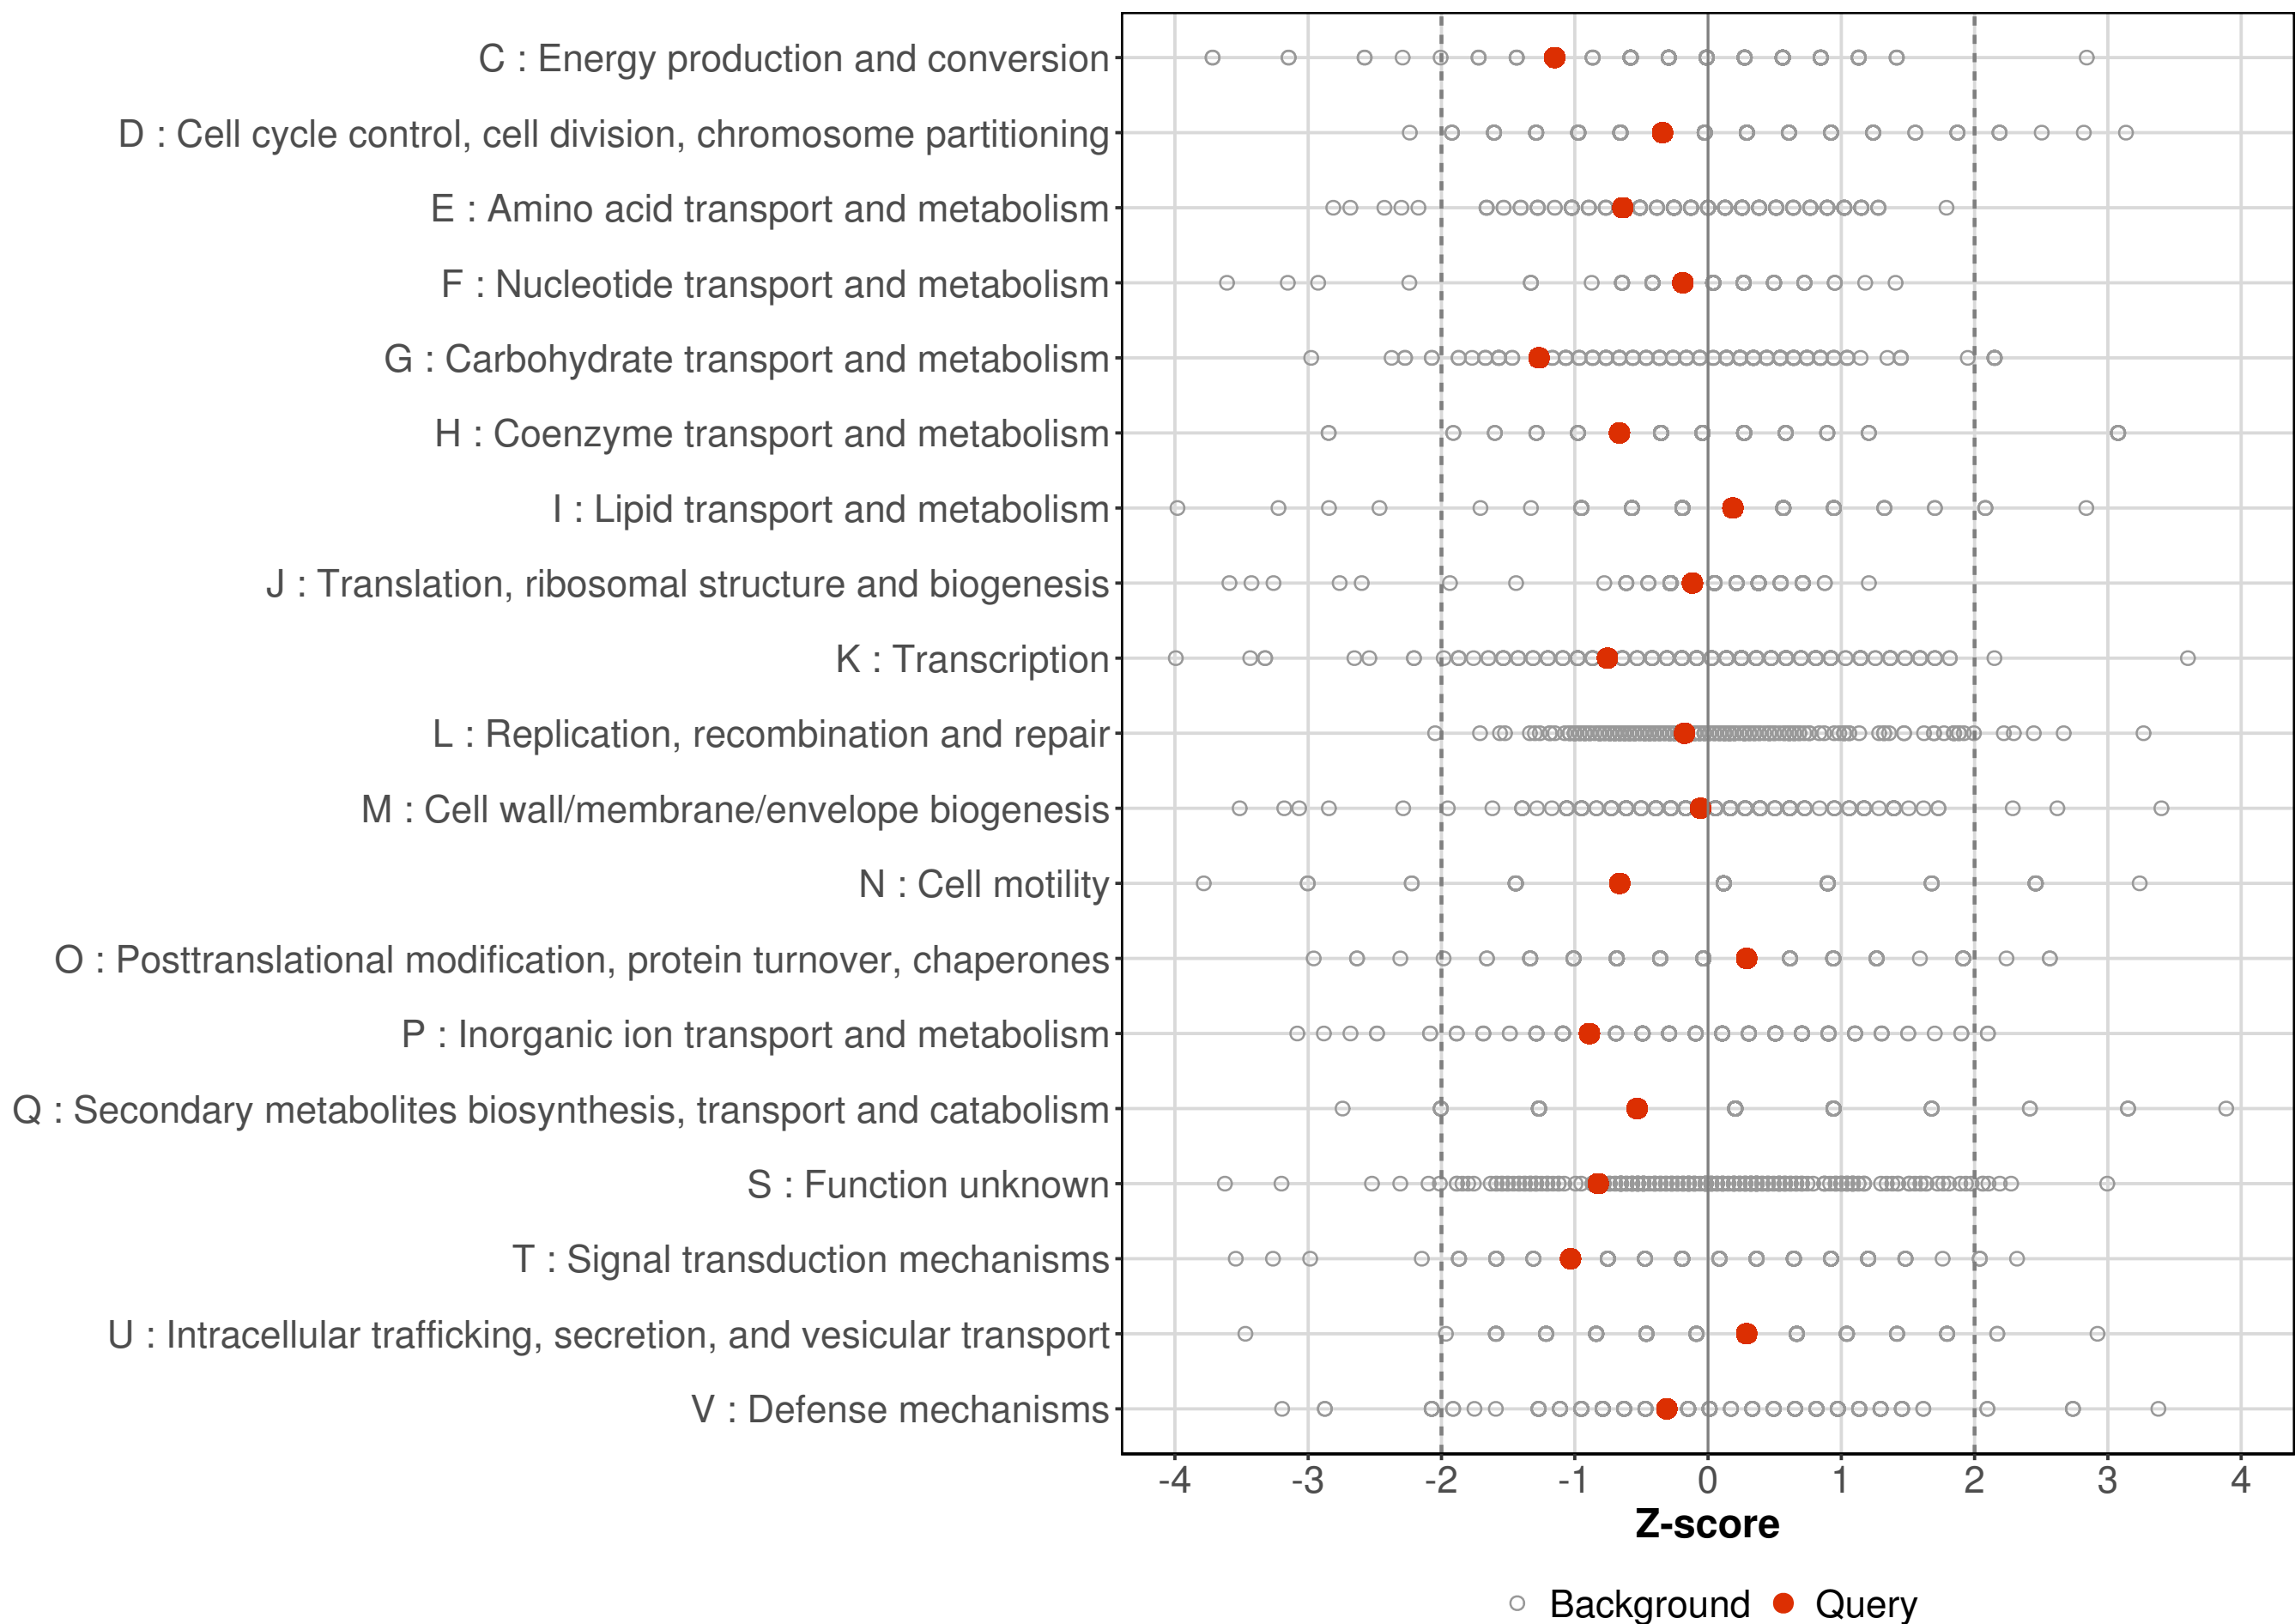 C : Energy production and conversion
D : Cell cycle control, cell division, chromosome partitioning
E : Amino acid transport and metabolism
F : Nucleotide transport and metabolism
G : Carbohydrate transport and metabolism
H : Coenzyme transport and metabolism
I : Lipid transport and metabolism
J : Translation, ribosomal structure and biogenesis
K : Transcription
L : Replication, recombination and repair
M : Cell wall/membrane/envelope biogenesis
N : Cell motility
O : Posttranslational modification, protein turnover, chaperones
P : Inorganic ion transport and metabolism
Q : Secondary metabolites biosynthesis, transport and catabolism
S : Function unknown
T : Signal transduction mechanisms
U : Intracellular trafficking, secretion, and vesicular transport
V : Defense mechanisms
-4 -3 -2 -1 0 1 2 3 4
Z-score
Background Query